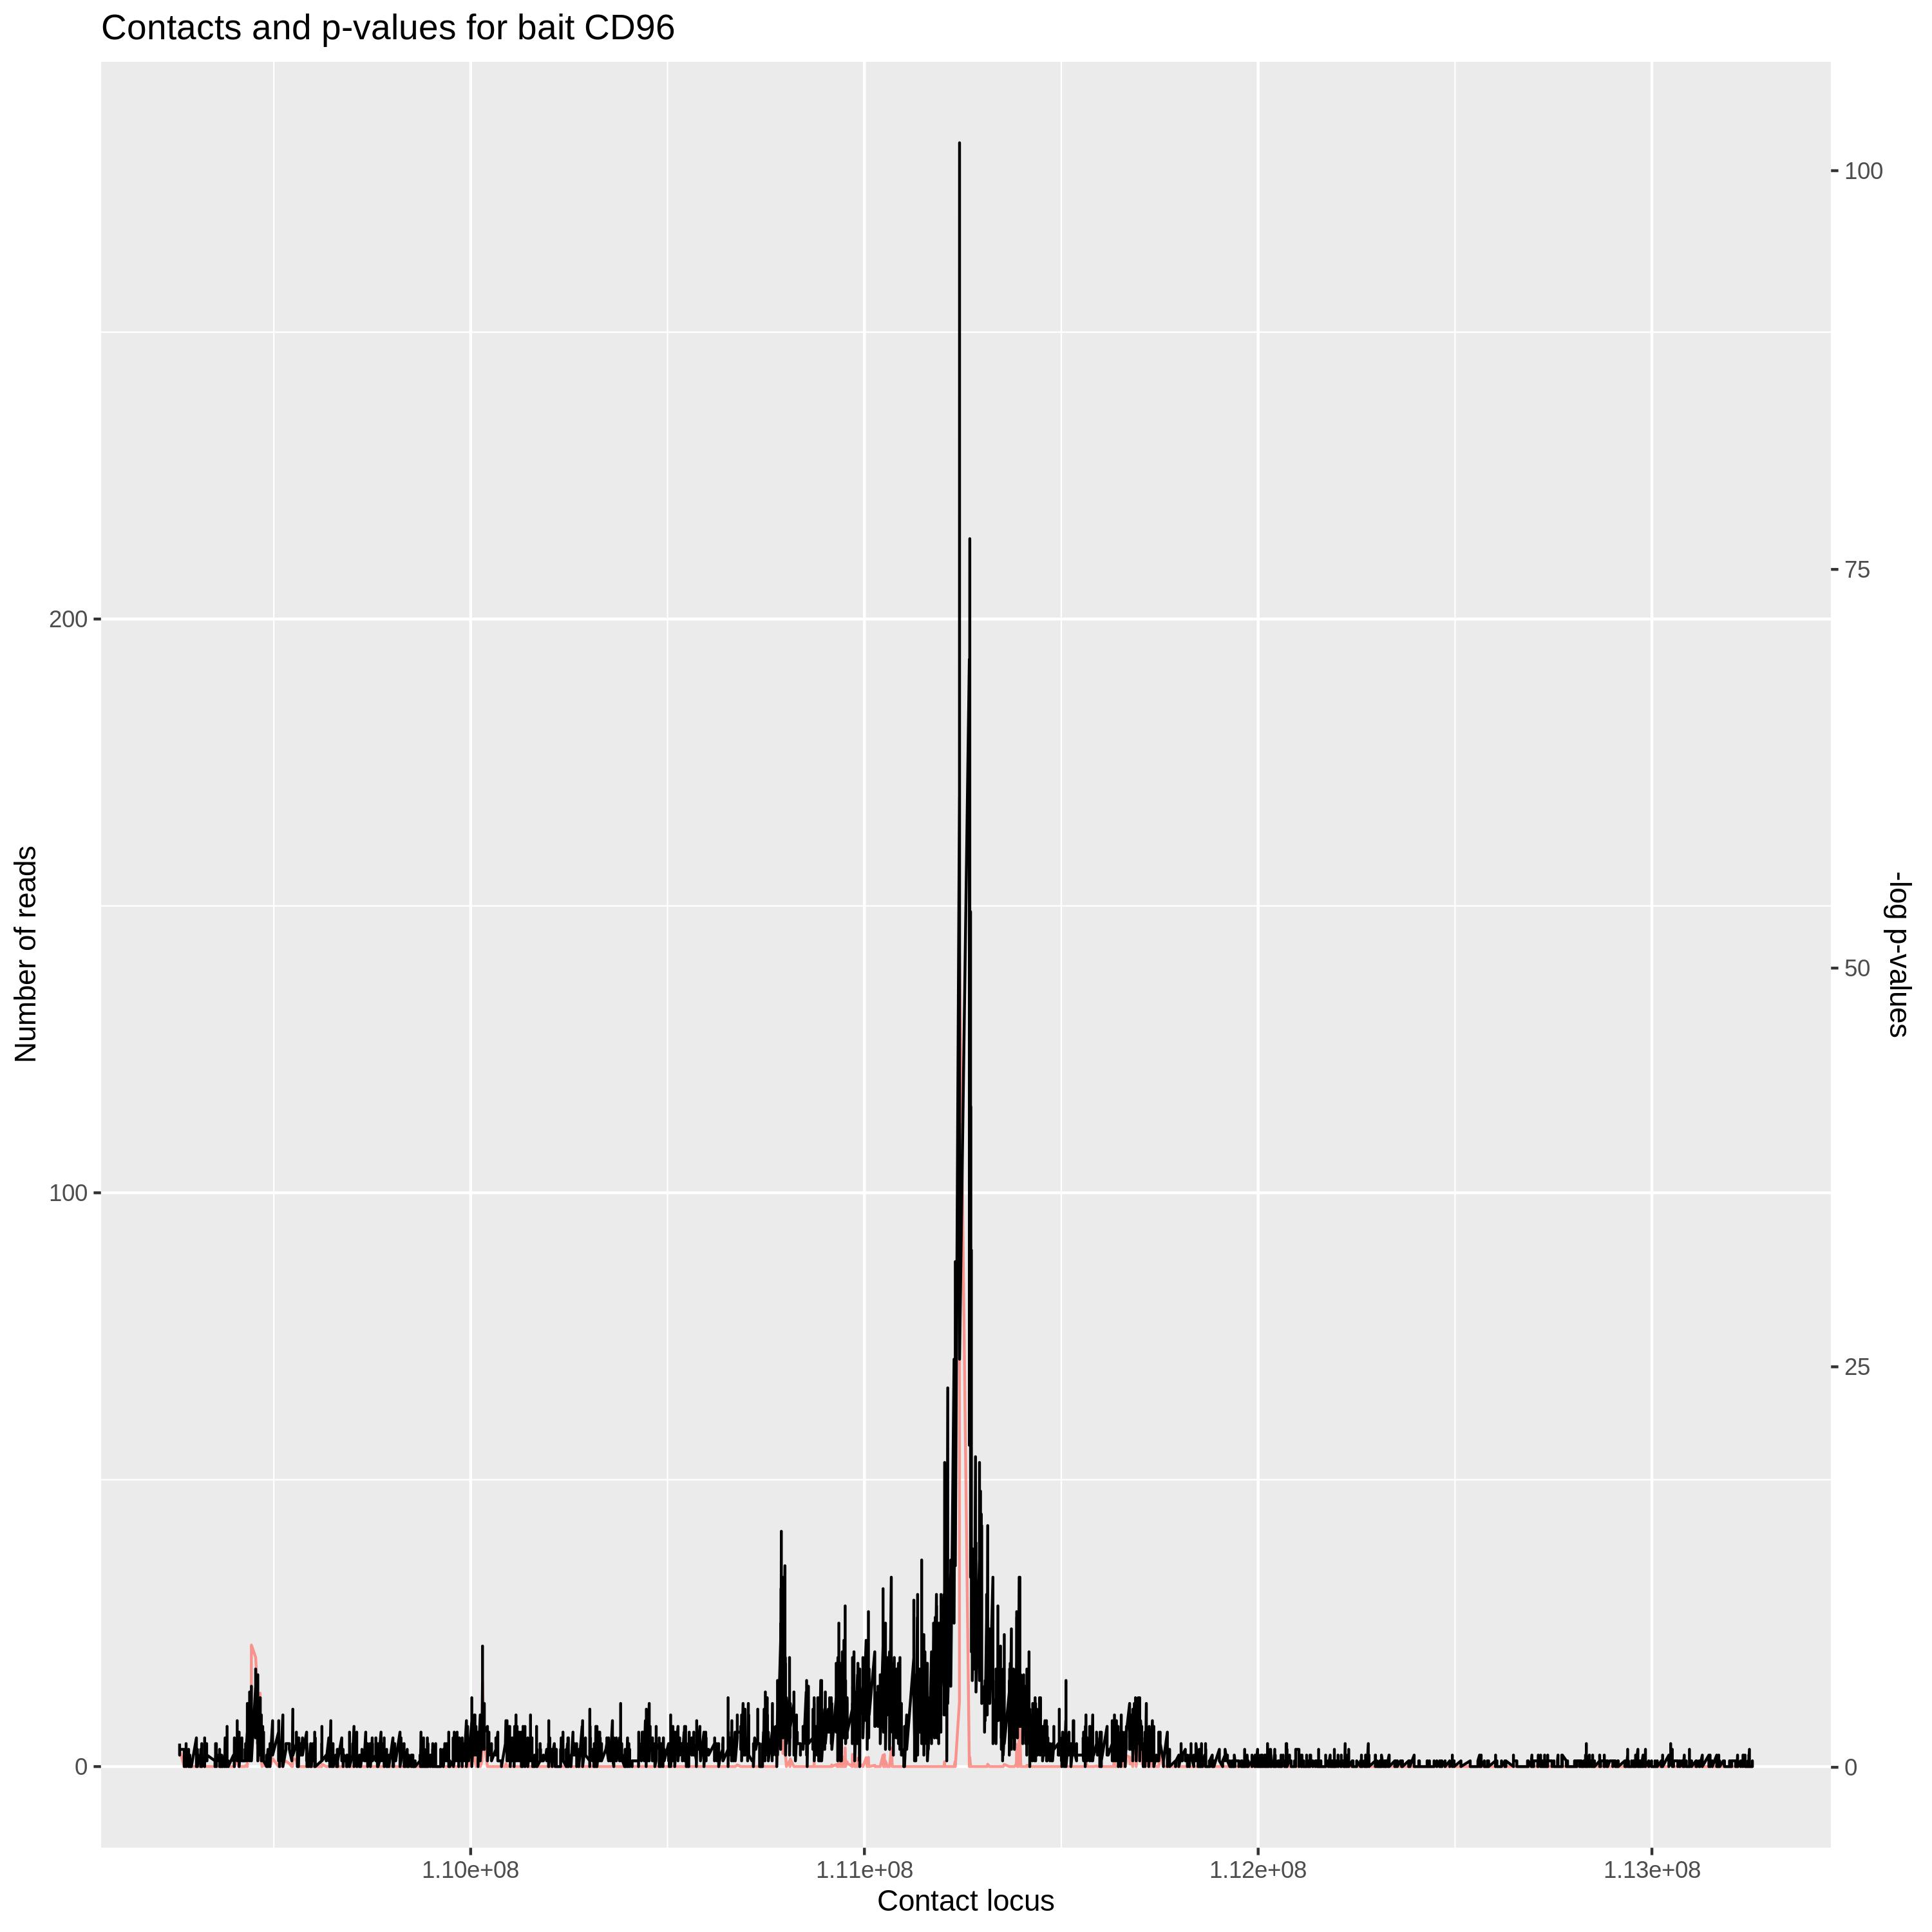 Contacts and p-values for bait CD96
Number of reads
200
100
0
100
75
50
25
0
-log p-values
1.10e+08
1.11e+08
1.12e+08
1.13e+08
Contact locus